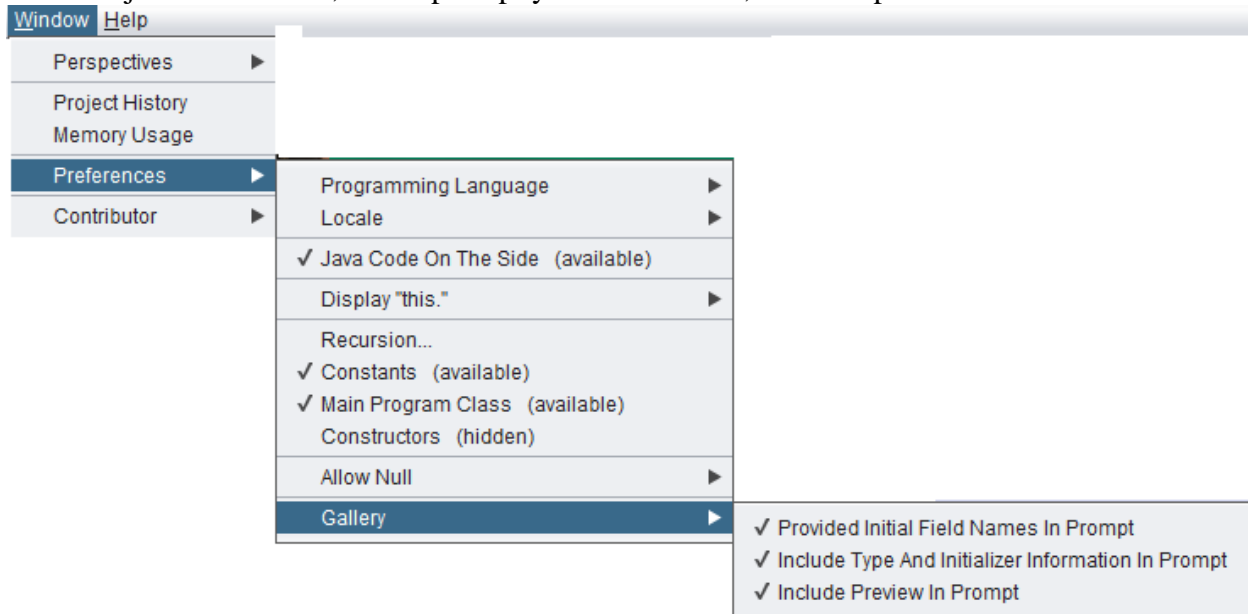 Window Help
Perspectives
Project History
Memory Usage
Preferences
Contributor
Programming Language
Locale
✓ Java Code On The Side (available)
Display "this."
Recursion...
✓ Constants (available)
✓ Main Program Class (available)
Constructors (hidden)
Allow Null
Gallery
✓ Provided Initial Field Names In Prompt
✓ Include Type And Initializer Information In Prompt
✓ Include Preview In Prompt